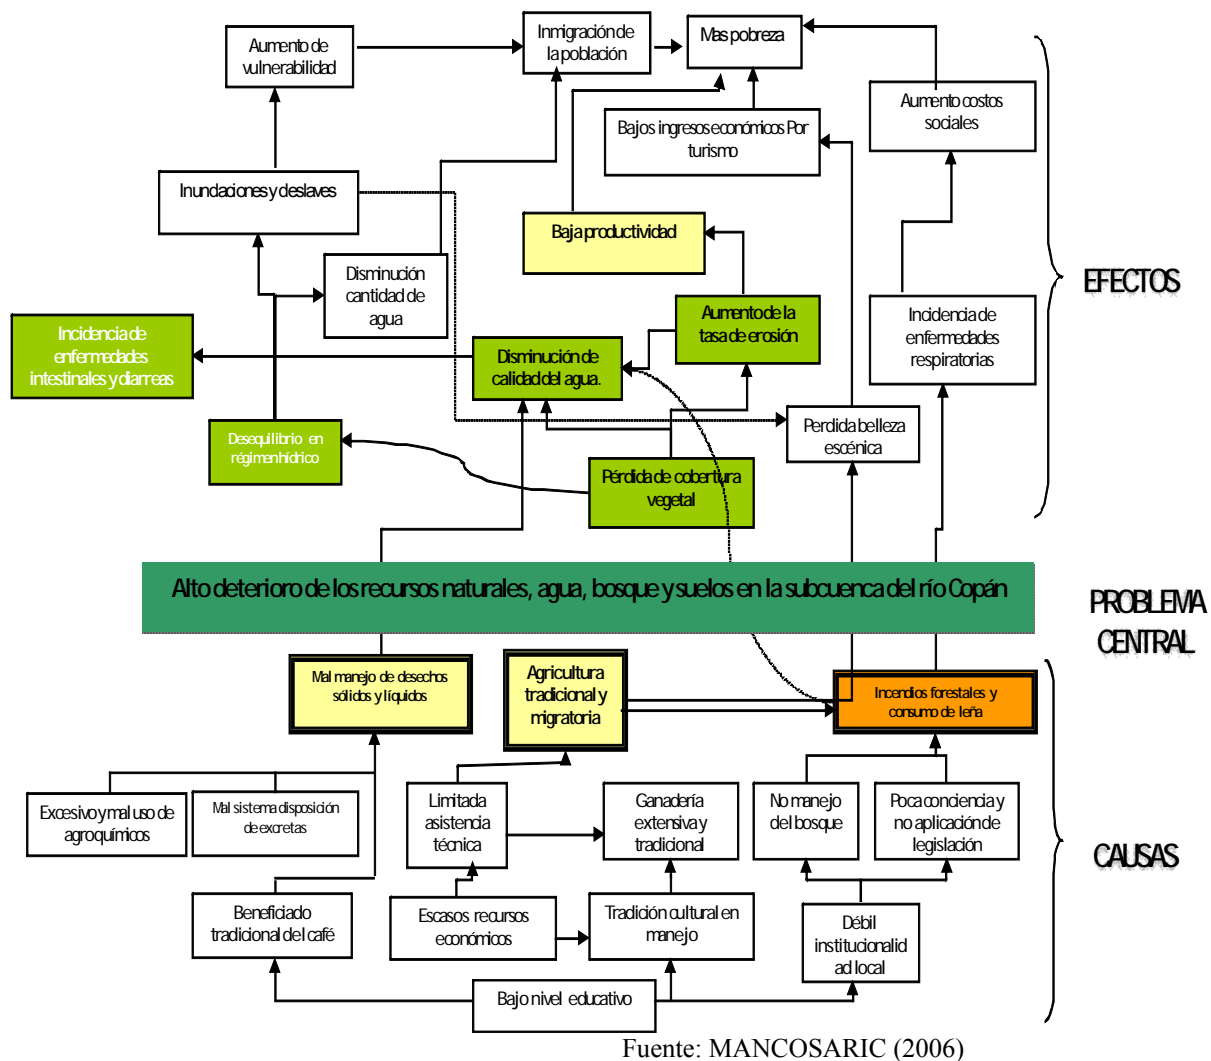 Aumento de
vulnerabilidad
Inmigración de
la población
Mas pobreza
Aumento costos
sociales
Bajos ingresos económicos Por
turismo
Inundaciones y deslaves
Baja productividad
Disminución
cantidad de
agua
EFECTOS
Incidencia de
enfermedades
intestinales y diarreas
Disminución de
calidad del agua.
Aumento de la
tasa de erosión
Incidencia de
enfermedades
respiratorias
Desequilibrio en
régimen hídrico
Perdida belleza
escénica
Pérdida de cobertura
vegetal
Alto deterioro de los recursos naturales, agua, bosque y suelos en la subcuenca del río Copán
PROBLEMA
CENTRAL
Mal manejo de desechos
sólidos y líquidos
Agricultura
tradicional y
migratoria
Incendios forestales y
consumo de leña
Excesivo y mal uso de
agroquímicos
Mal sistema disposición
de excretas
Limitada
asistencia
técnica
Ganadería
extensiva y
tradicional
No manejo
del bosque
Poca conciencia y
no aplicación de
legislación
CAUSAS
Beneficiado
tradicional del café
Escasos recursos
económicos
Tradición cultural en
manejo
Débil
institucionalid
ad local
Bajo nivel educativo
Fuente: MANCOSARIC (2006)